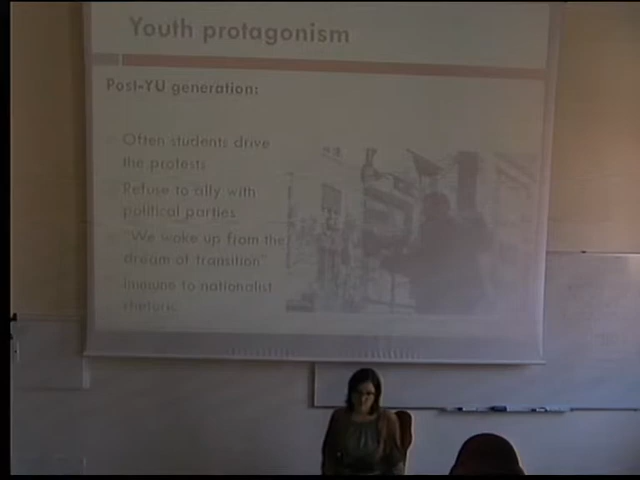 Youth protagonism
Post-YU generation:
Often students drive
the protests
Refuse to ally with
political parties
"We woke up from the
dream of transition"
Immune to nationalist
rhetoric